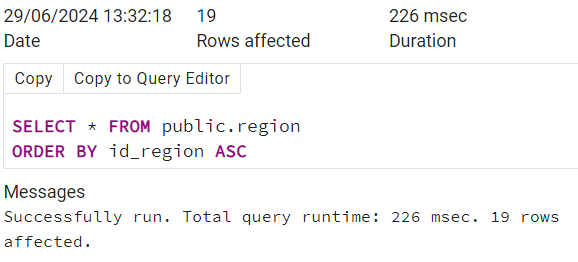 29/06/2024 13:32:18 19 226 msec
Date Rows affected Duration
Copy Copy to Query Editor
SELECT * FROM public.region
ORDER BY id_region ASC
Messages
Successfully run. Total query runtime: 226 msec. 19 rows
affected.